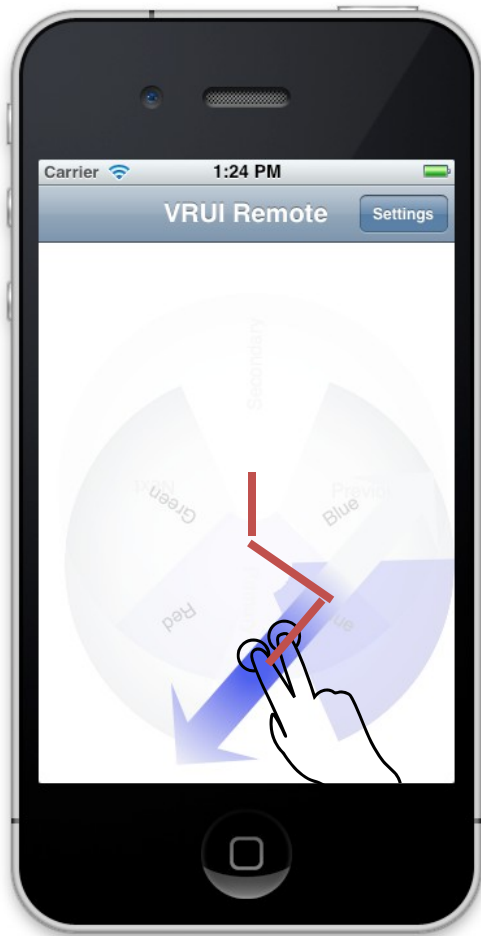 Carrier 1:24 PM
VRUI Remote Settings
Secondary
Green
Blue
Red